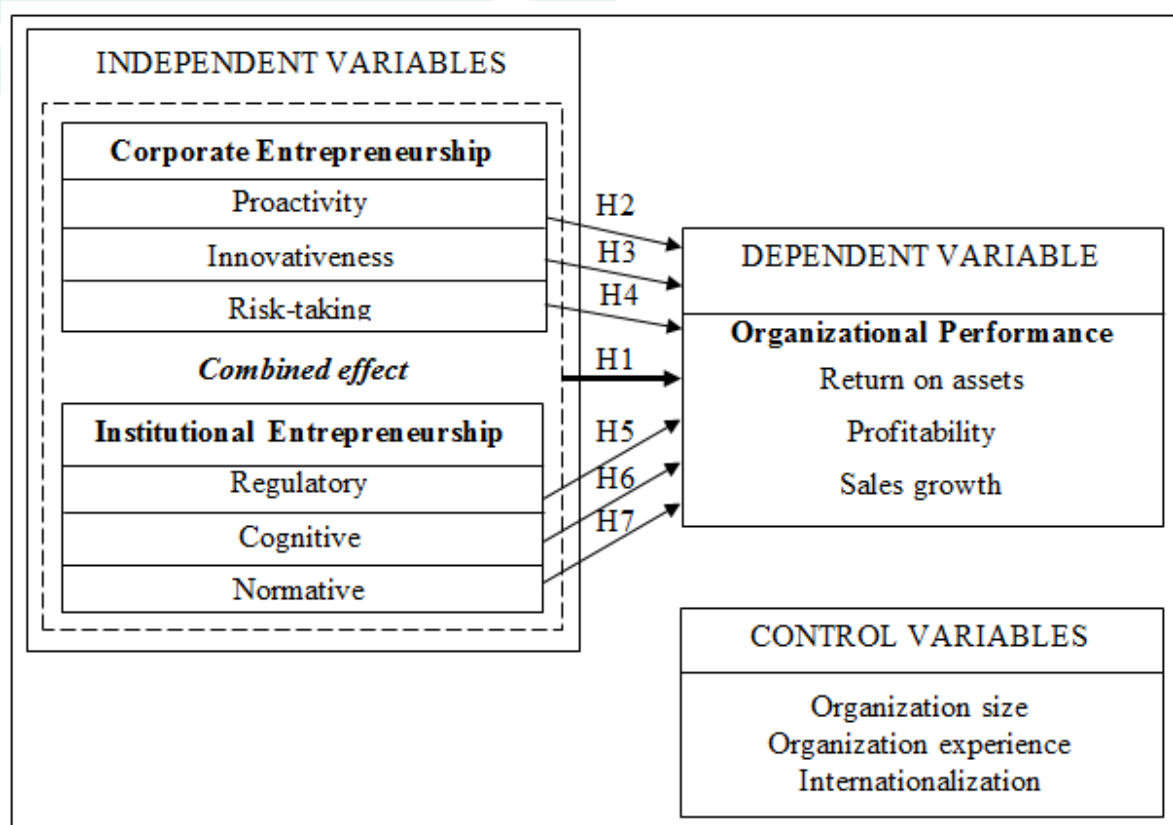 INDEPENDENT VARIABLES
Corporate Entrepreneurship
Proactivity
Innovativeness
Risk-taking
Combined effect
Institutional Entrepreneurship
Regulatory
Cognitive
Normative
H2
H3
H4
H1
H5
H6
H7
DEPENDENT VARIABLE
Organizational Performance
Return on assets
Profitability
Sales growth
CONTROL VARIABLES
Organization size
Organization experience
Internationalization